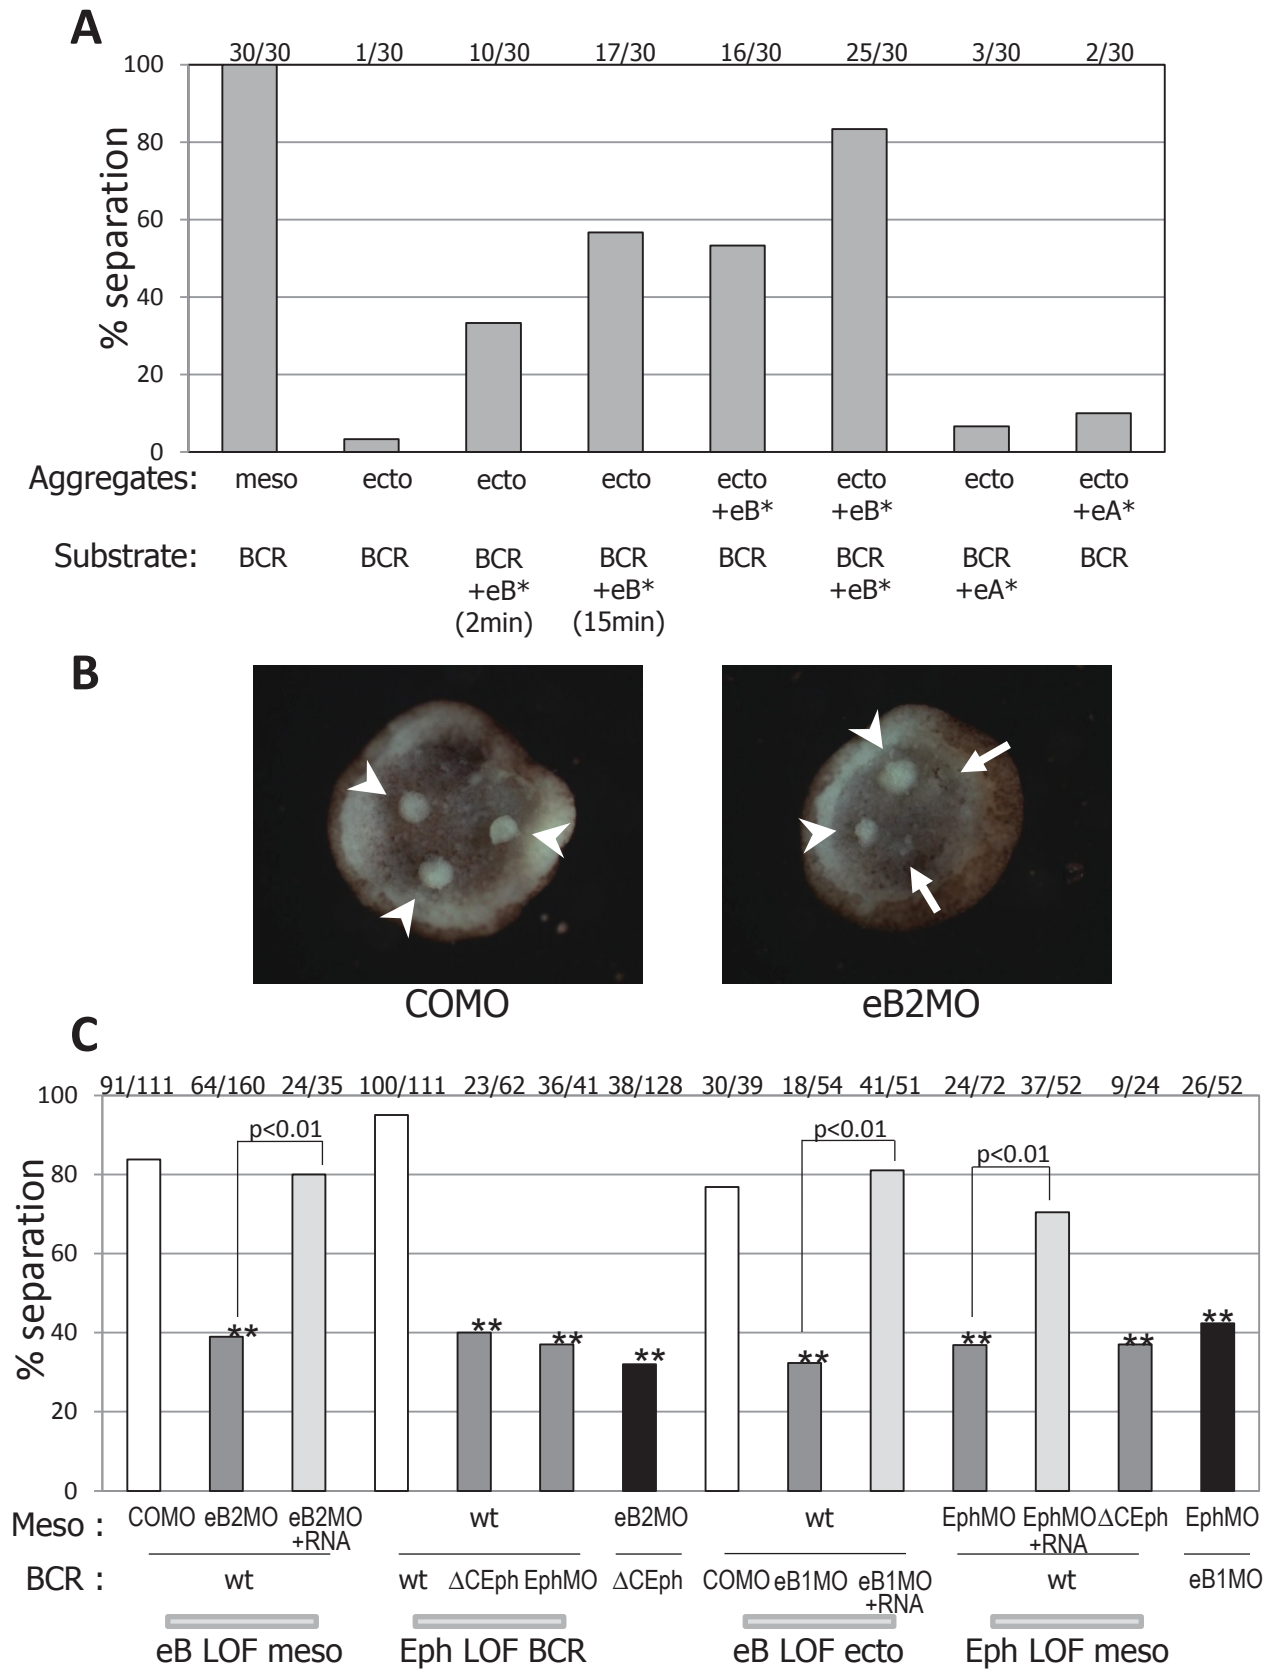 A
30/30 1/30 10/30 17/30 16/30 25/30 3/30 2/30
100
80
60
40
20
0
% separation
Aggregates: meso ecto ecto ecto ecto ecto ecto ecto
+eB* +eB* +eA*
Substrate: BCR BCR BCR BCR BCR BCR BCR BCR
+eB* +eB* +eB* +eA*
(2min) (15min)
B
COMO eB2MO
C
91/111 64/160 24/35 100/111 23/62 36/41 38/128 30/39 18/54 41/51 24/72 37/52 9/24 26/52
100
80
60
40
20
0
% separation
p<0.01 p<0.01 p<0.01
** ** ** ** ** ** ** **
Meso : COMO eB2MO eB2MO wt eB2MO wt EphMO EphMO ΔCEph EphMO
+RNA +RNA
BCR : wt wt ΔCEph EphMO ΔCEph COMO eB1MO eB1MO wt eB1MO
+RNA
eB LOF meso Eph LOF BCR eB LOF ecto Eph LOF meso